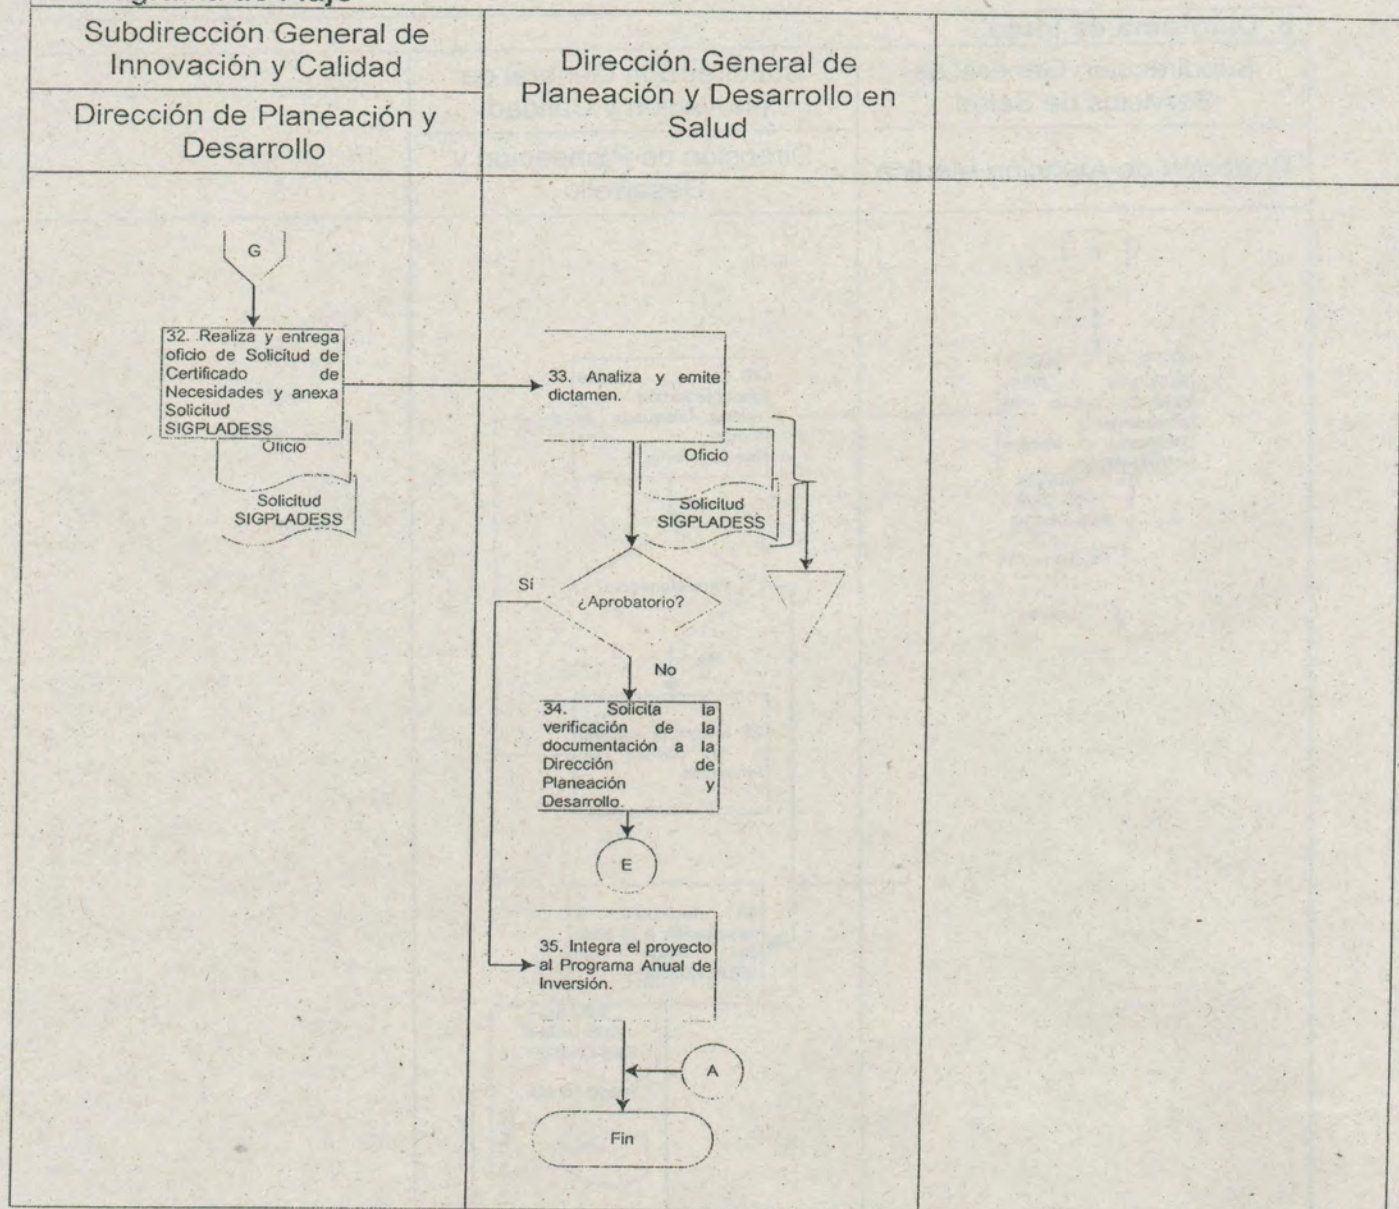 Subdirección General de
Innovación y Calidad
Dirección de Planeación y
Desarrollo
Dirección General de
Planeación y Desarrollo en
Salud
G
32. Realiza y entrega
oficio de Solicitud de
Certificado de
Necesidades y anexa
Solicitud
SIGPLADESS
Oficio
Solicitud
SIGPLADESS
33. Analiza y emite
dictamen.
Oficio
Solicitud
SIGPLADESS
Sí
¿Aprobatorio?
No
34. Solicita la
verificación de la
documentación a la
Dirección de
Planeación y
Desarrollo.
E
35. Integra el proyecto
al Programa Anual de
Inversión.
A
Fin